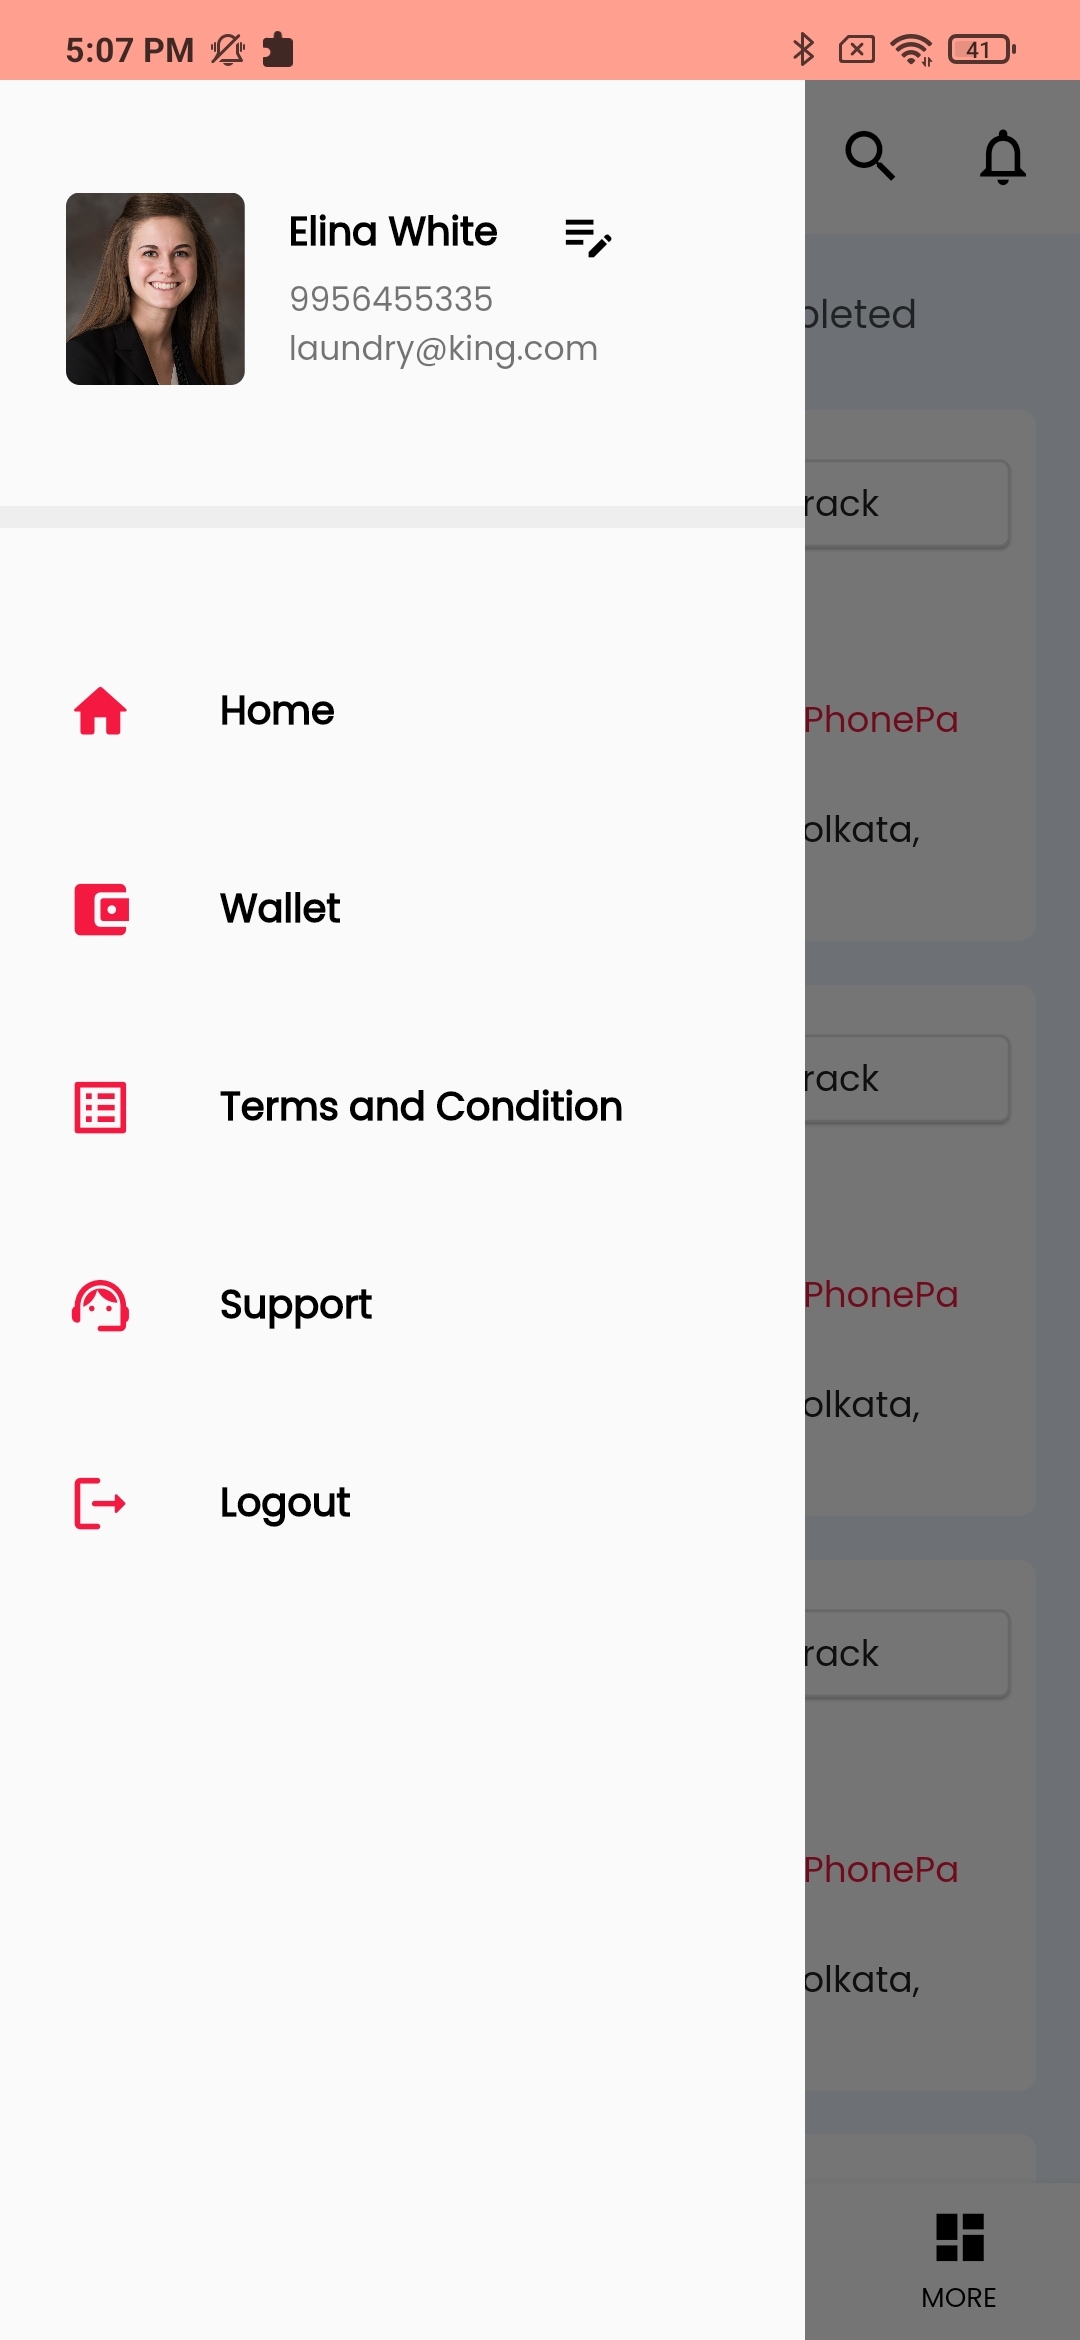 5:07 PM 41
Elina White
9956455335
laundry@king.com
Home
Wallet
Terms and Condition
Support
Logout
pleted
rack
PhonePa
olkata,
rack
PhonePa
olkata,
rack
PhonePa
olkata,
MORE